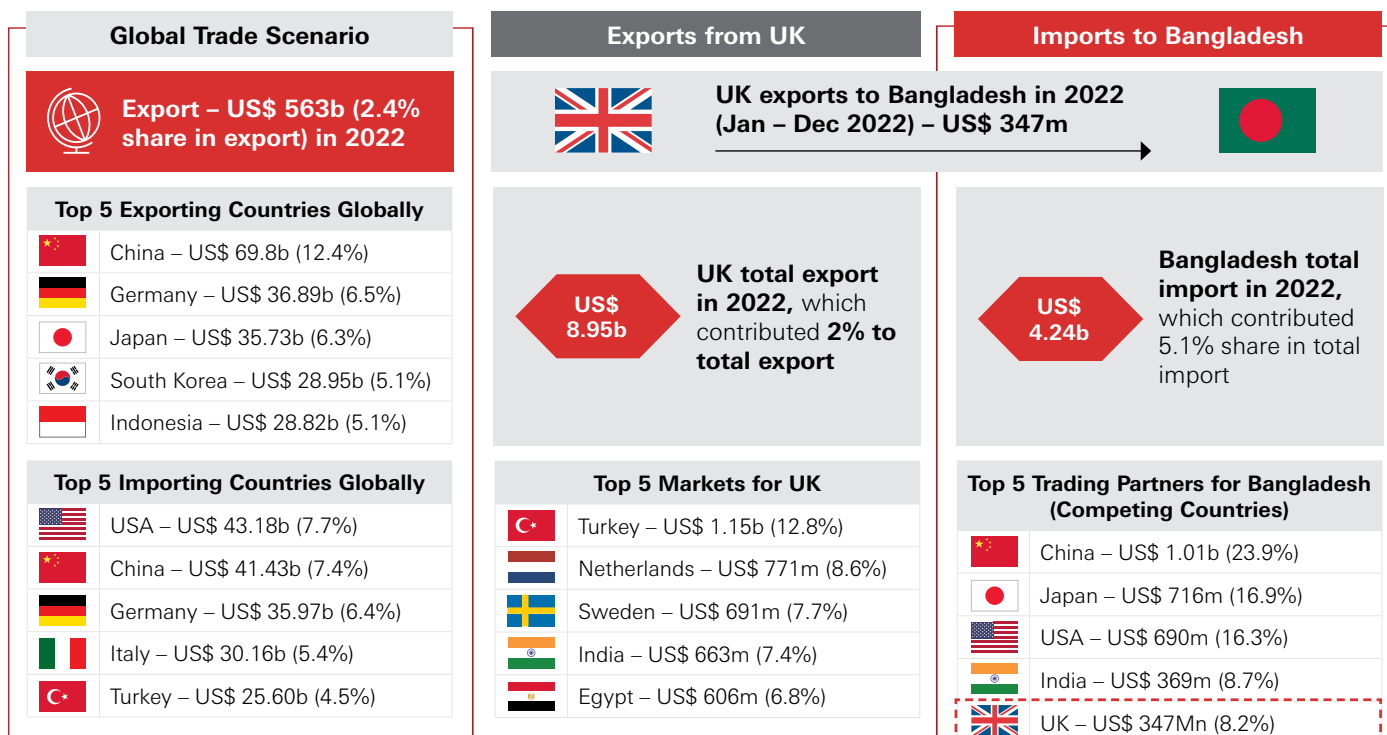 Global Trade Scenario
Export – US$ 563b (2.4%
share in export) in 2022
Top 5 Exporting Countries Globally
China – US$ 69.8b (12.4%)
Germany – US$ 36.89b (6.5%)
Japan – US$ 35.73b (6.3%)
South Korea – US$ 28.95b (5.1%)
Indonesia – US$ 28.82b (5.1%)
Top 5 Importing Countries Globally
USA – US$ 43.18b (7.7%)
China – US$ 41.43b (7.4%)
Germany – US$ 35.97b (6.4%)
Italy – US$ 30.16b (5.4%)
Turkey – US$ 25.60b (4.5%)
Exports from UK
Imports to Bangladesh
UK exports to Bangladesh in 2022
(Jan – Dec 2022) – US$ 347m
US$
8.95b
UK total export
in 2022, which
contributed 2% to
total export
Top 5 Markets for UK
Turkey – US$ 1.15b (12.8%)
Netherlands – US$ 771m (8.6%)
Sweden – US$ 691m (7.7%)
India – US$ 663m (7.4%)
Egypt – US$ 606m (6.8%)
US$
4.24b
Bangladesh total
import in 2022,
which contributed
5.1% share in total
import
Top 5 Trading Partners for Bangladesh
(Competing Countries)
China – US$ 1.01b (23.9%)
Japan – US$ 716m (16.9%)
USA – US$ 690m (16.3%)
India – US$ 369m (8.7%)
UK – US$ 347Mn (8.2%)